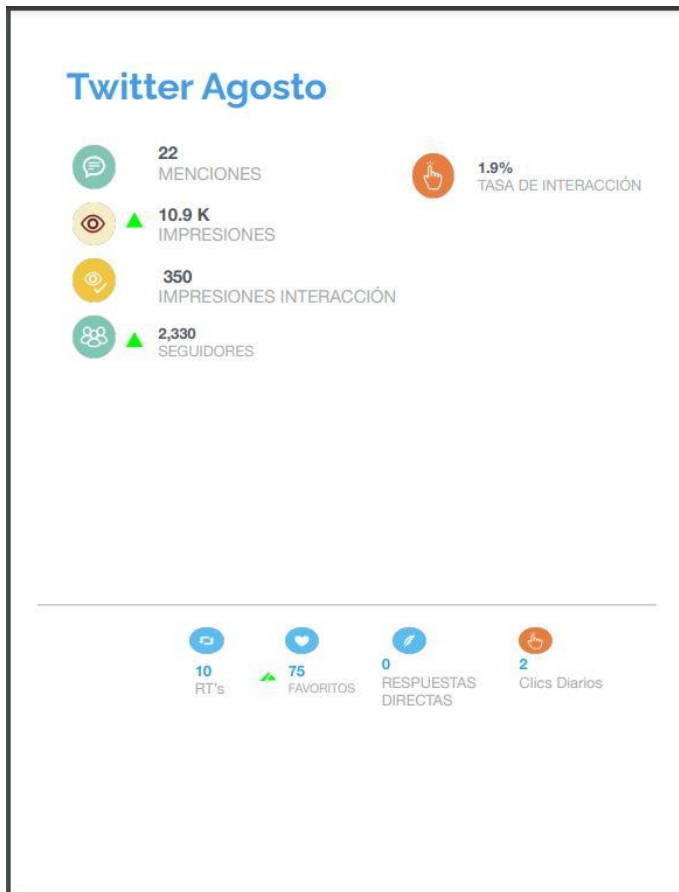 Twitter Agosto
22
MENCIONES
1.9%
TASA DE INTERACCIÓN
10.9 K
IMPRESIONES
350
IMPRESIONES INTERACCIÓN
2,330
SEGUIDORES
10
RT's
75
FAVORITOS
0
RESPUESTAS
DIRECTAS
2
Clics Diarios